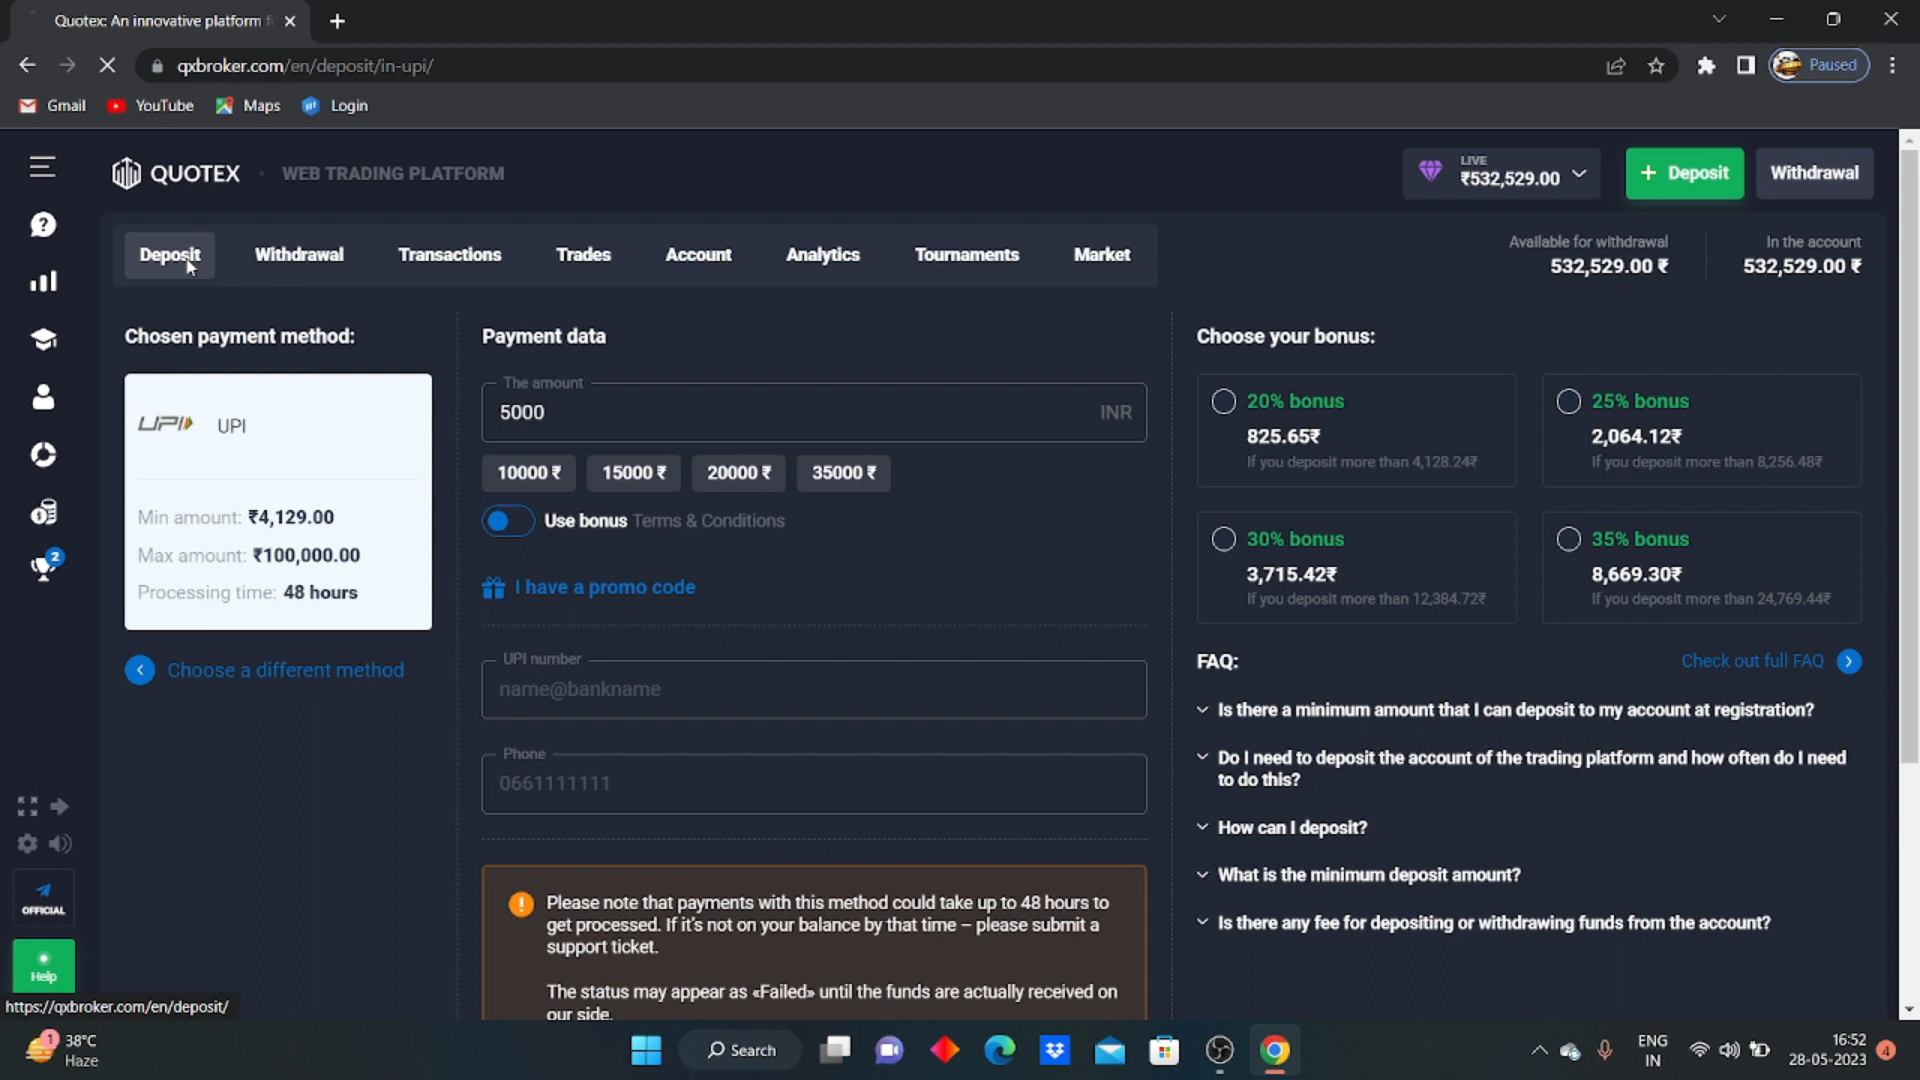 Quotex: An innovative platform f
qxbroker.com/en/deposit/in-upi/
Paused
Gmail YouTube Maps Login
QUOTEX · WEB TRADING PLATFORM
LIVE
₹532,529.00
+ Deposit
Withdrawal
Deposit Withdrawal Transactions Trades Account Analytics Tournaments Market
Available for withdrawal
532,529.00 ₹
In the account
532,529.00 ₹
Chosen payment method:
UPI UPI
Min amount: ₹4,129.00
Max amount: ₹100,000.00
Processing time: 48 hours
Choose a different method
Payment data
The amount
5000 INR
10000 ₹ 15000 ₹ 20000 ₹ 35000 ₹
Use bonus Terms & Conditions
I have a promo code
UPI number
name@bankname
Phone
0661111111
Please note that payments with this method could take up to 48 hours to
get processed. If it's not on your balance by that time – please submit a
support ticket.
The status may appear as «Failed» until the funds are actually received on
our side.
Choose your bonus:
20% bonus
825.65₹
If you deposit more than 4,128.24₹
25% bonus
2,064.12₹
If you deposit more than 8,256.48₹
30% bonus
3,715.42₹
If you deposit more than 12,384.72₹
35% bonus
8,669.30₹
If you deposit more than 24,769.44₹
FAQ:
Check out full FAQ
Is there a minimum amount that I can deposit to my account at registration?
Do I need to deposit the account of the trading platform and how often do I need
to do this?
How can I deposit?
What is the minimum deposit amount?
Is there any fee for depositing or withdrawing funds from the account?
2
OFFICIAL
Help
https://qxbroker.com/en/deposit/
1
38°C
Haze
Search
ENG
IN
16:52
28-05-2023
4